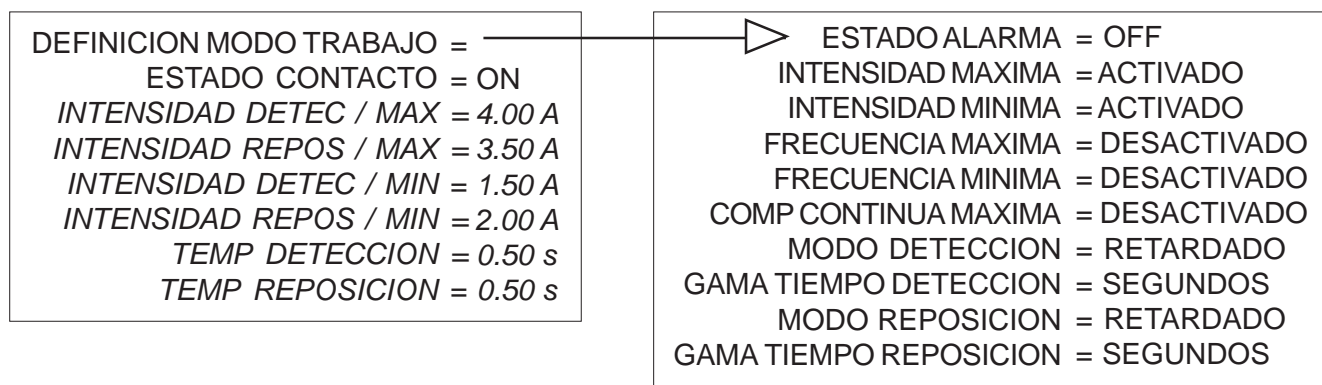 DEFINICION MODO TRABAJO =
ESTADO CONTACTO = ON
INTENSIDAD DETEC / MAX = 4.00 A
INTENSIDAD REPOS / MAX = 3.50 A
INTENSIDAD DETEC / MIN = 1.50 A
INTENSIDAD REPOS / MIN = 2.00 A
TEMP DETECCION = 0.50 s
TEMP REPOSICION = 0.50 s
ESTADO ALARMA = OFF
INTENSIDAD MAXIMA = ACTIVADO
INTENSIDAD MINIMA = ACTIVADO
FRECUENCIA MAXIMA = DESACTIVADO
FRECUENCIA MINIMA = DESACTIVADO
COMP CONTINUA MAXIMA = DESACTIVADO
MODO DETECCION = RETARDADO
GAMA TIEMPO DETECCION = SEGUNDOS
MODO REPOSICION = RETARDADO
GAMA TIEMPO REPOSICION = SEGUNDOS